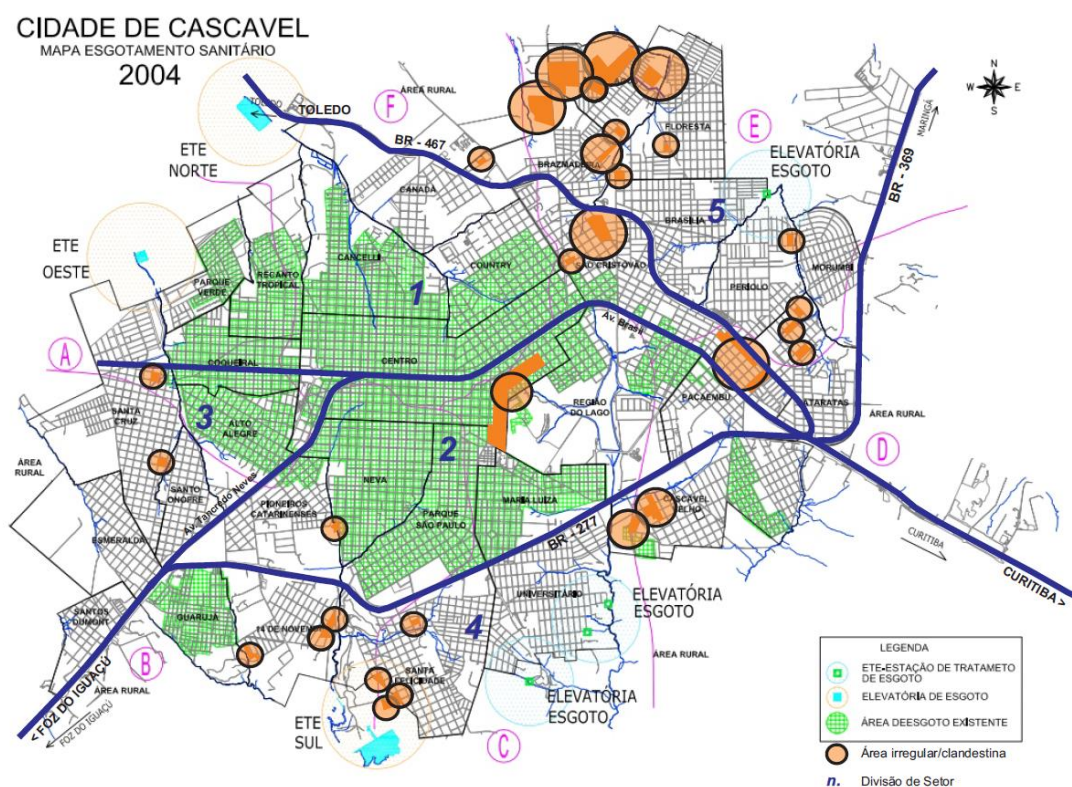 CIDADE DE CASCAVEL
MAPA ESGOTAMENTO SANITÁRIO
2004
TOLEDO
TOLEDO
F
ÁREA RURAL
BR - 467
ETE
NORTE
CANADA
BRAZMADEIRA
FLORESTA
E
ELEVATÓRIA
ESGOTO
MARINGÁ
BR - 369
N
W
E
S
ETE
OESTE
PARQUE
VERDE
RECANTO
TROPICAL
CANCELLI
1
COUNTRY
SÃO CRISTOVÃO
BRASÍLIA
5
PERIOLO
MORUMBI
A
COQUEIRAL
CENTRO
Av. Brasil
REGIÃO
DO LAGO
PACAEMBU
CATARATAS
ÁREA RURAL
D
SANTA
CRUZ
3
ALTO
ALEGRE
2
ÁREA
RURAL
SANTO
ONOFRE
Av. Tancredo Neves
PIONEIROS
CATARINENSES
NEVA
PARQUE
SÃO PAULO
MARIA LUIZA
BR - 277
CASCAVEL
VELHO
ESMERALDA
CURITIBA
CURITIBA >
SANTOS
DUMONT
GUARUJÁ
14 DE NOVEMBRO
4
UNIVERSITÁRIO
ELEVATÓRIA
ESGOTO
B
ÁREA RURAL
< FOZ DO IGUAÇÚ
FOZ DO IGUAÇÚ
SANTA
FELICIDADE
ELEVATÓRIA
ESGOTO
ÁREA RURAL
ETE
SUL
C
LEGENDA
ETE-ESTAÇÃO DE TRATAMETO
DE ESGOTO
ELEVATÓRIA DE ESGOTO
ÁREA DEESGOTO EXISTENTE
Área irregular/clandestina
n. Divisão de Setor